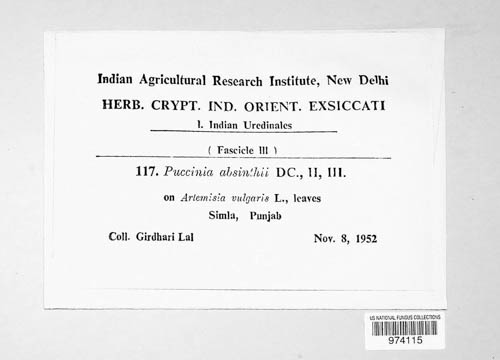 Indian Agricultural Research Institute, New Delhi
HERB. CRYPT. IND. ORIENT. EXSICCATI
I. Indian Uredinales
( Fascicle III )
117. Puccinia absinthii DC., II, III.
on Artemisia vulgaris L., leaves
Simla, Punjab
Coll. Girdhari Lal Nov. 8, 1952
US NATIONAL FUNGUS COLLECTIONS
974115